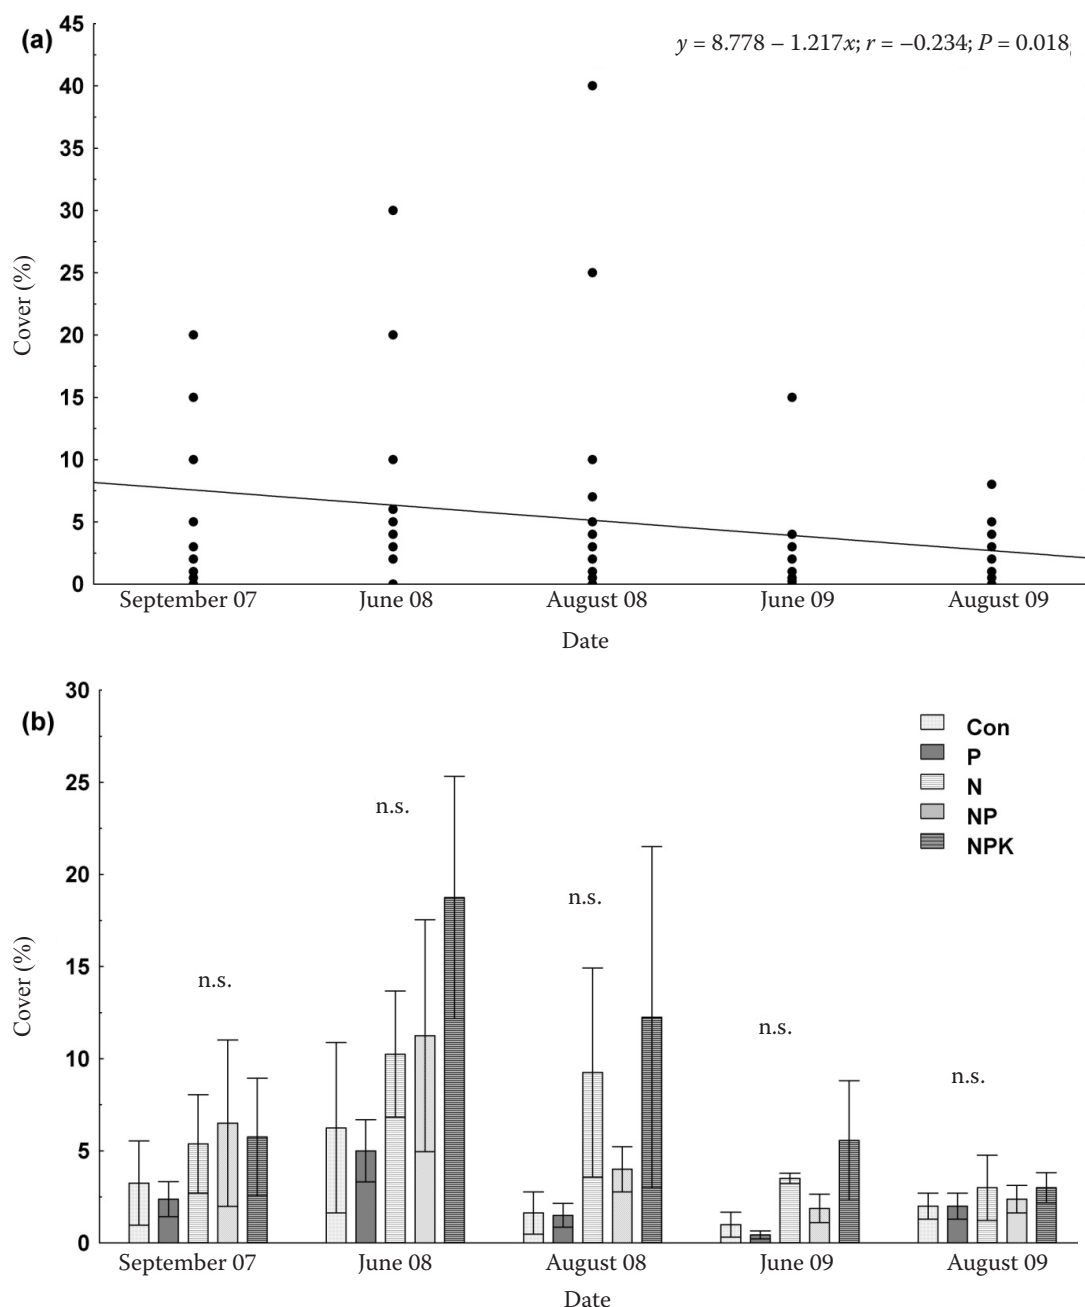 (a)
y = 8.778 – 1.217x; r = –0.234; P = 0.018
45
40
35
30
25
20
15
10
5
0
Cover (%)
September 07 June 08 August 08 June 09 August 09
Date
(b)
30
25
20
15
10
5
0
Cover (%)
Con
P
N
NP
NPK
n.s.
n.s.
n.s.
n.s.
n.s.
September 07 June 08 August 08 June 09 August 09
Date